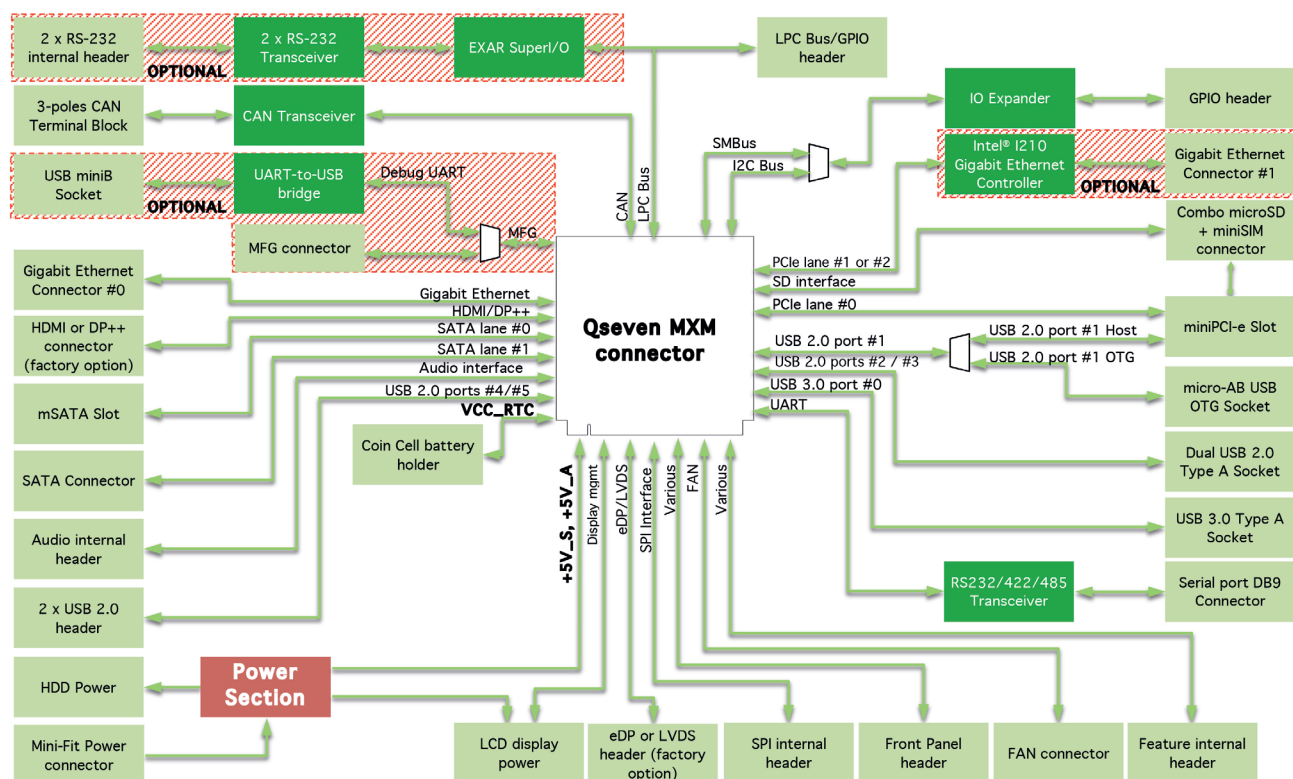 2 x RS-232
internal header
OPTIONAL
2 x RS-232
Transceiver
EXAR SuperI/O
LPC Bus/GPIO
header
3-poles CAN
Terminal Block
CAN Transceiver
IO Expander
GPIO header
SMBus
I2C Bus
Intel® I210
Gigabit Ethernet
Controller
OPTIONAL
Gigabit Ethernet
Connector #1
USB miniB
Socket
OPTIONAL
UART-to-USB
bridge
Debug UART
CAN
LPC Bus
MFG connector
MFG
Combo microSD
+ miniSIM
connector
Gigabit Ethernet
Connector #0
Gigabit Ethernet
HDMI/DP++
SATA lane #0
SATA lane #1
Audio interface
USB 2.0 ports #4/#5
VCC_RTC
Qseven MXM
connector
PCIe lane #1 or #2
SD interface
PCIe lane #0
USB 2.0 port #1
USB 2.0 ports #2 / #3
USB 3.0 port #0
UART
USB 2.0 port #1 Host
USB 2.0 port #1 OTG
miniPCI-e Slot
HDMI or DP++
connector
(factory option)
mSATA Slot
micro-AB USB
OTG Socket
Coin Cell battery
holder
SATA Connector
Dual USB 2.0
Type A Socket
+5V_S, +5V_A
Display mgmt
eDP/LVDS
SPI Interface
Various
FAN
Various
Audio internal
header
USB 3.0 Type A
Socket
2 x USB 2.0
header
RS232/422/485
Transceiver
Serial port DB9
Connector
HDD Power
Power
Section
Mini-Fit Power
connector
LCD display
power
eDP or LVDS
header (factory
option)
SPI internal
header
Front Panel
header
FAN connector
Feature internal
header